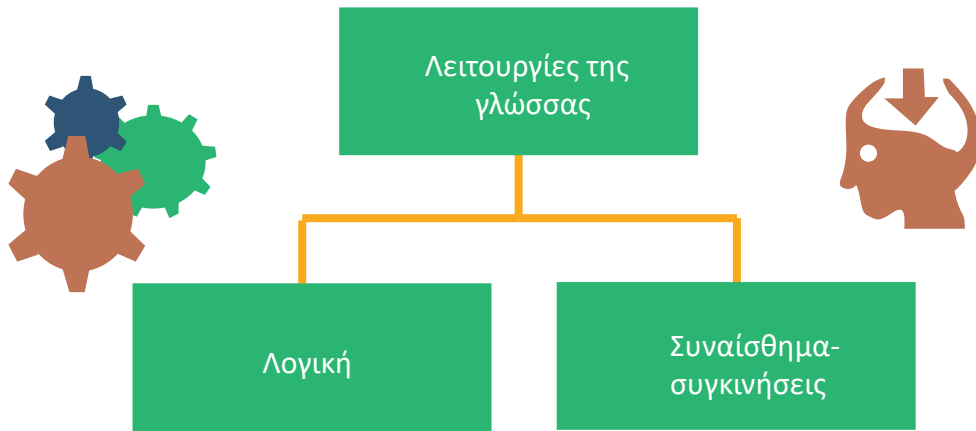 Λειτουργίες της
γλώσσας
Λογική
Συναίσθημα-
συγκινήσεις